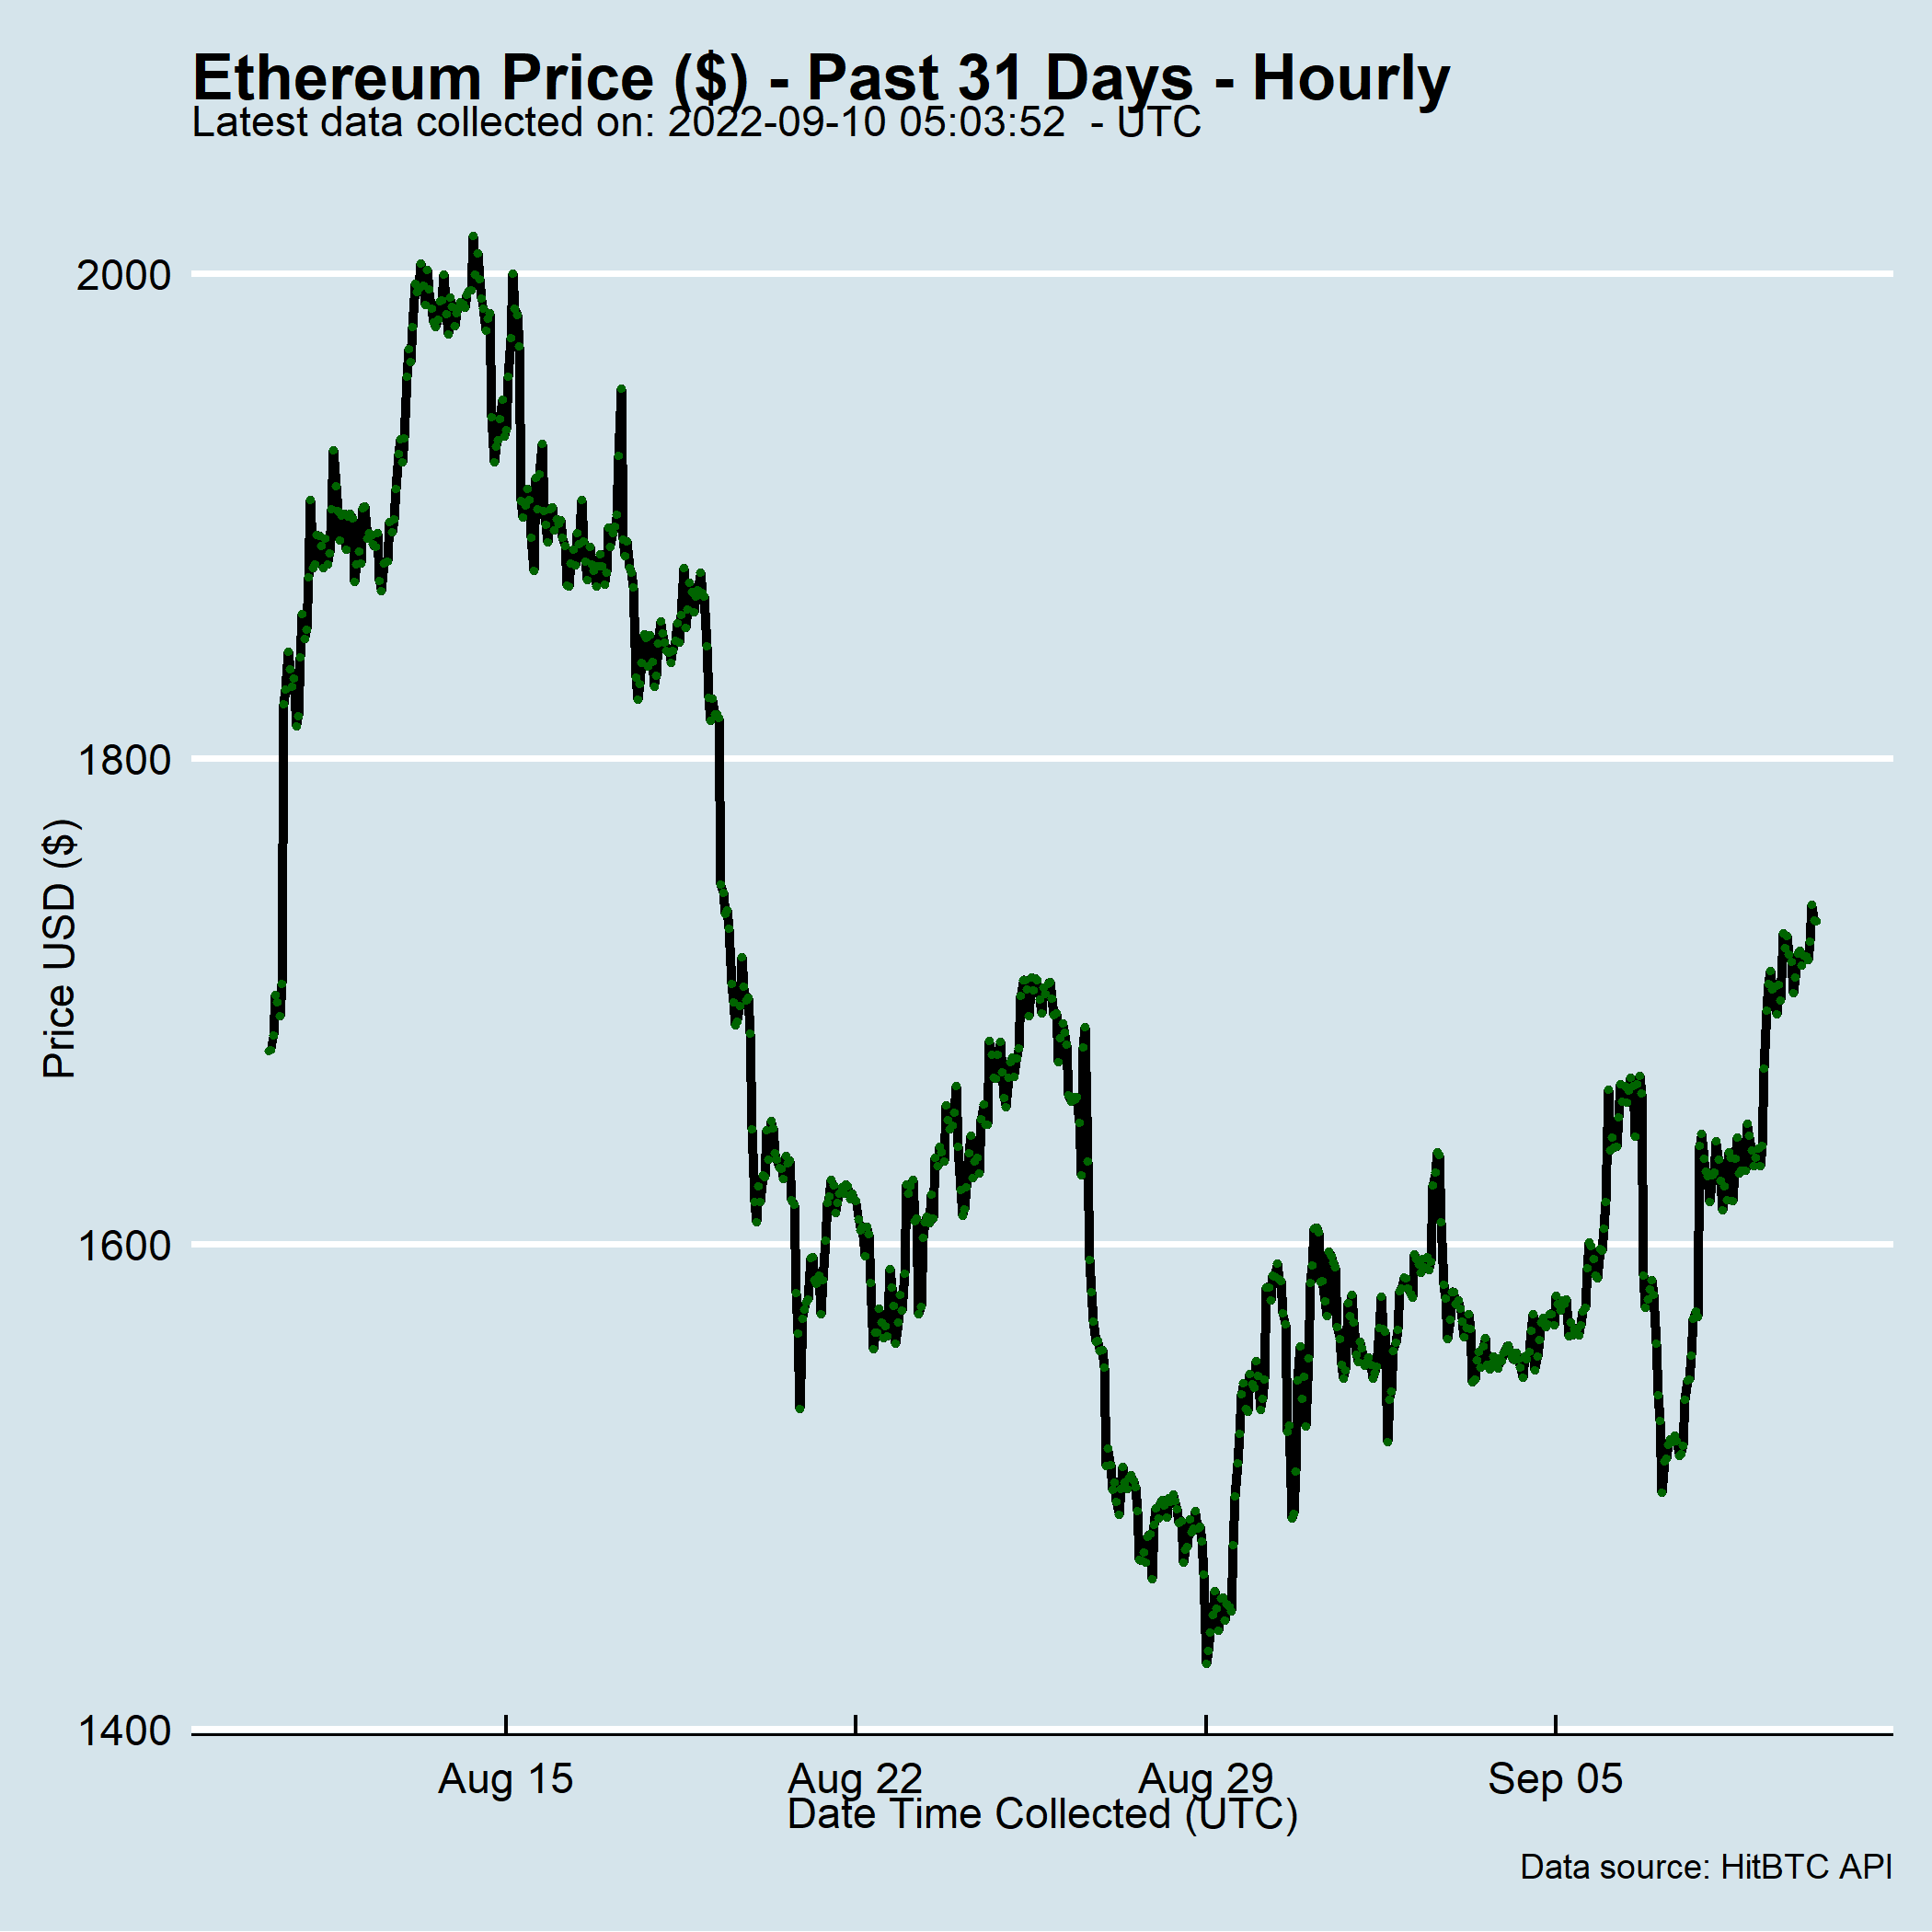 Ethereum Price ($) - Past 31 Days - Hourly
Latest data collected on: 2022-09-10 05:03:52  - UTC
Price USD ($)
2000
1800
1600
1400
Aug 15
Aug 22
Aug 29
Sep 05
Date Time Collected (UTC)
Data source: HitBTC API